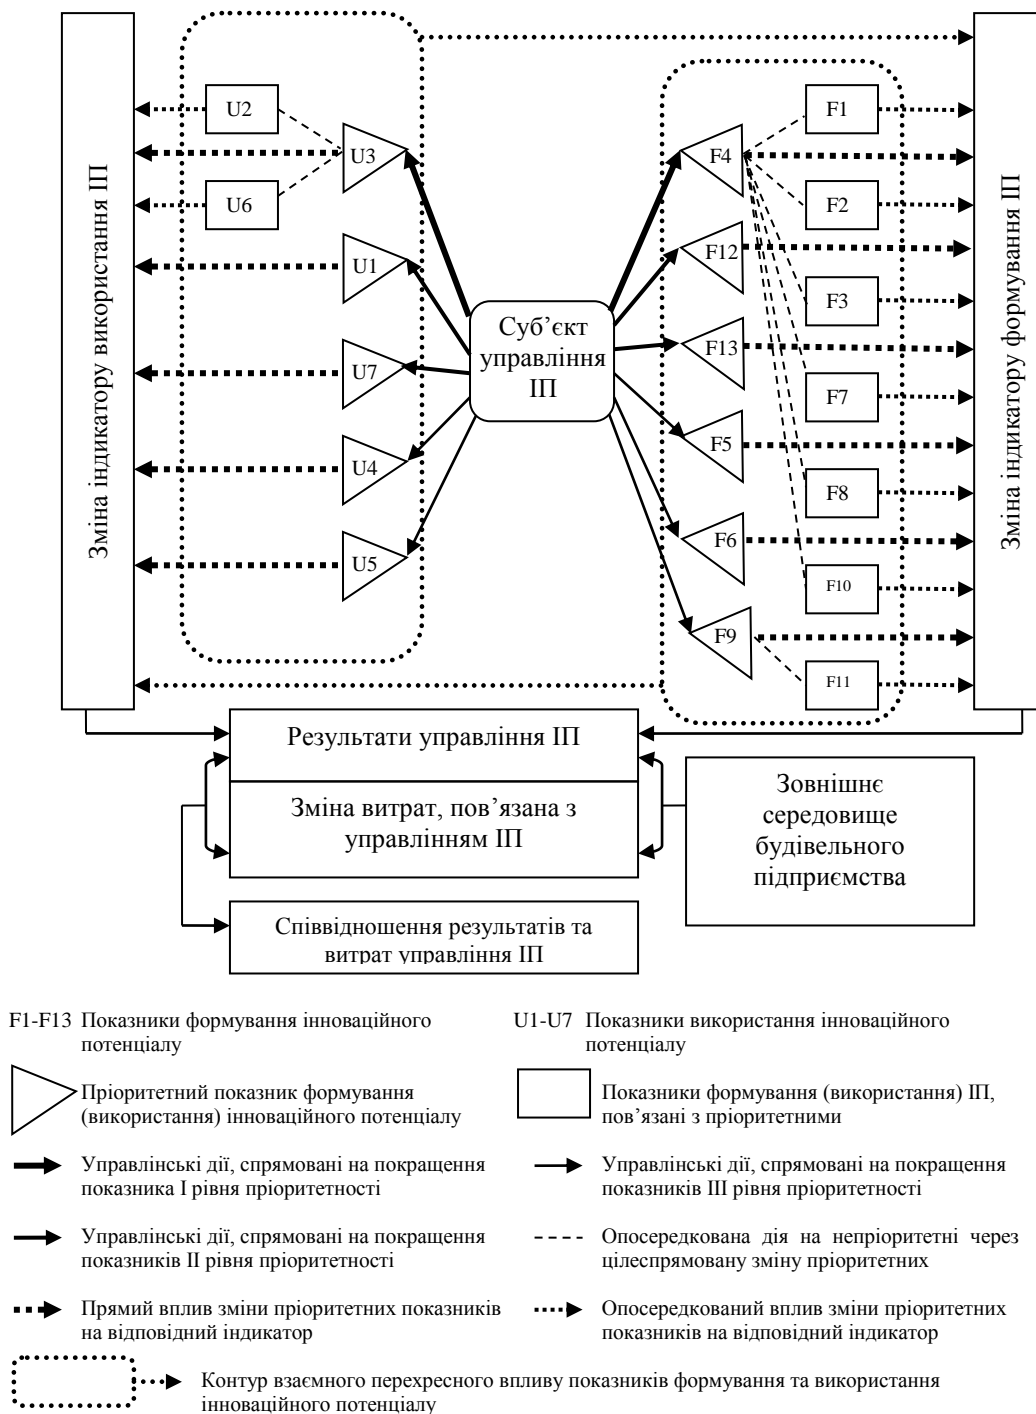 Зміна індикатору використання ІП
U2
U3
U6
U1
U7
U4
U5
Суб’єкт
управління
ІП
F4
F12
F13
F5
F6
F9
F1
F2
F3
F7
F8
F10
F11
Зміна індикатору формування ІП
Результати управління ІП
Зміна витрат, пов’язана з
управлінням ІП
Співвідношення результатів та
витрат управління ІП
Зовнішнє
середовище
будівельного
підприємства
F1-F13 Показники формування інноваційного
потенціалу
U1-U7 Показники використання інноваційного
потенціалу
Пріоритетний показник формування
(використання) інноваційного потенціалу
Показники формування (використання) ІП,
пов’язані з пріоритетними
Управлінські дії, спрямовані на покращення
показника I рівня пріоритетності
Управлінські дії, спрямовані на покращення
показників III рівня пріоритетності
Управлінські дії, спрямовані на покращення
показників II рівня пріоритетності
Опосередкована дія на непріоритетні через
цілеспрямовану зміну пріоритетних
Прямий вплив зміни пріоритетних показників
на відповідний індикатор
Опосередкований вплив зміни пріоритетних
показників на відповідний індикатор
Контур взаємного перехресного впливу показників формування та використання
інноваційного потенціалу